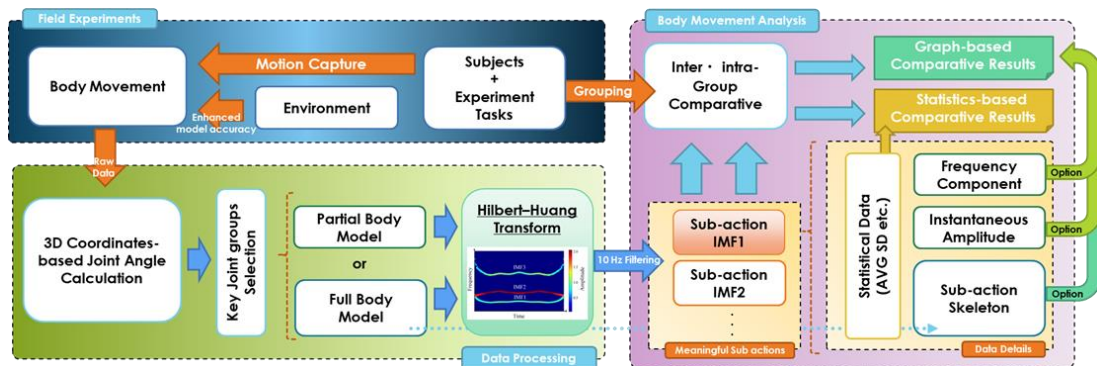 Field Experiments
Body Movement
Motion Capture
Environment
Enhanced
model accuracy
Subjects
+
Experiment
Tasks
Grouping
Raw
Data
3D Coordinates-
based Joint Angle
Calculation
Key Joint groups
Selection
Partial Body
Model
or
Full Body
Model
Hilbert–Huang
Transform
Frequency
IMF3
IMF2
IMF1
Time
Amplitude
Data Processing
10 Hz Filtering
Body Movement Analysis
Inter · intra-
Group
Comparative
Graph-based
Comparative Results
Statistics-based
Comparative Results
Sub-action
IMF1
Sub-action
IMF2
⋮
Meaningful Sub actions
Statistical Data
(AVG SD etc.)
Frequency
Component
Instantaneous
Amplitude
Sub-action
Skeleton
Option
Option
Option
Data Details